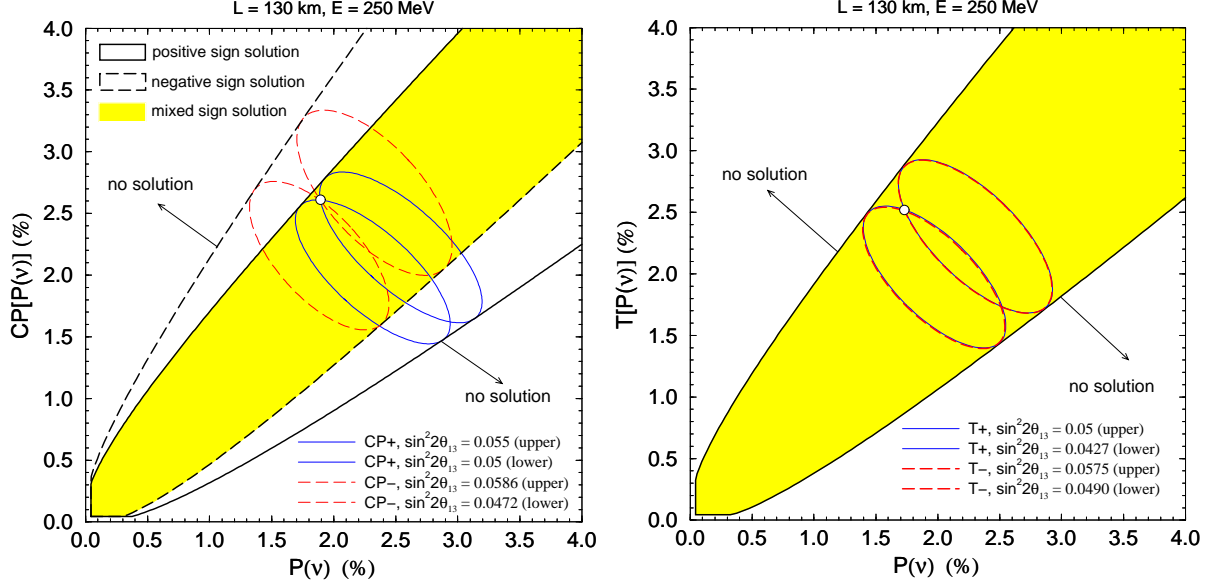 L = 130 km, E = 250 MeV
4.0
3.5
3.0
2.5
2.0
1.5
1.0
0.5
0.0
CP[P(ν)] (%)
positive sign solution
negative sign solution
mixed sign solution
no solution
no solution
CP+, sin²2θ₁₃ = 0.055 (upper)
CP+, sin²2θ₁₃ = 0.05 (lower)
CP−, sin²2θ₁₃ = 0.0586 (upper)
CP−, sin²2θ₁₃ = 0.0472 (lower)
0.0 0.5 1.0 1.5 2.0 2.5 3.0 3.5 4.0
P(ν) (%)
L = 130 km, E = 250 MeV
4.0
3.5
3.0
2.5
2.0
1.5
1.0
0.5
0.0
T[P(ν)] (%)
no solution
no solution
T+, sin²2θ₁₃ = 0.05 (upper)
T+, sin²2θ₁₃ = 0.0427 (lower)
T−, sin²2θ₁₃ = 0.0575 (upper)
T−, sin²2θ₁₃ = 0.0490 (lower)
0.0 0.5 1.0 1.5 2.0 2.5 3.0 3.5 4.0
P(ν) (%)